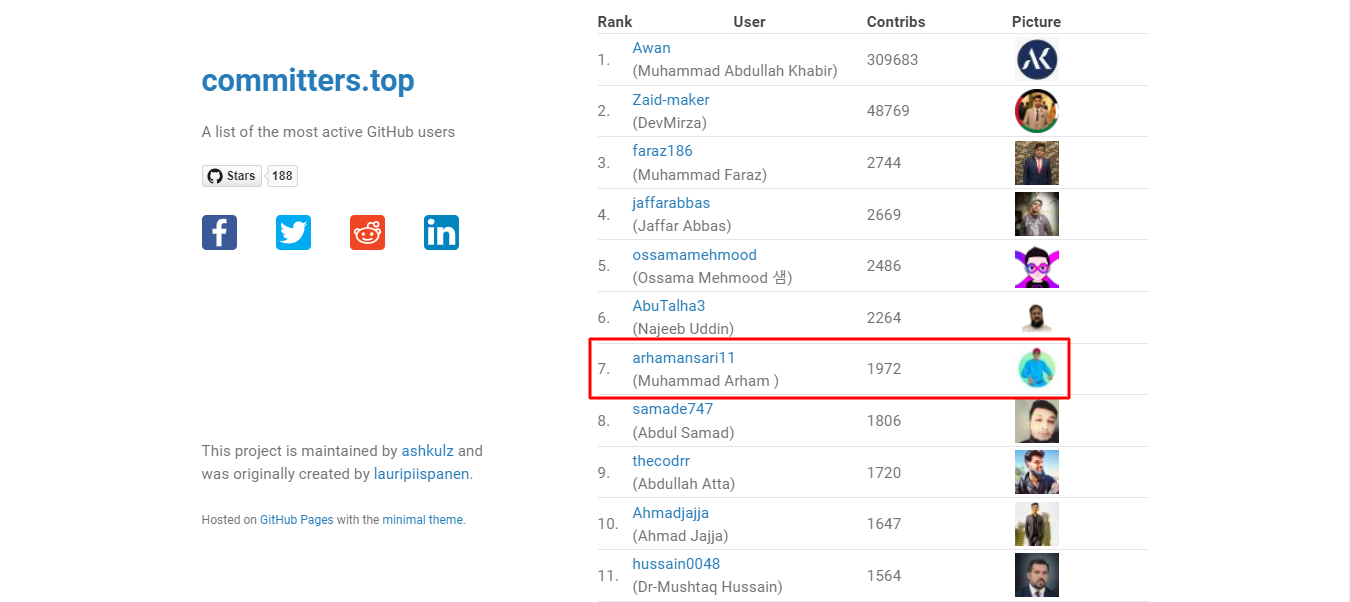 committers.top
A list of the most active GitHub users
Stars 188
This project is maintained by ashkulz and
was originally created by lauripiispanen.
Hosted on GitHub Pages with the minimal theme.
Rank User Contribs Picture
1. Awan (Muhammad Abdullah Khabir) 309683
2. Zaid-maker (DevMirza) 48769
3. faraz186 (Muhammad Faraz) 2744
4. jaffarabbas (Jaffar Abbas) 2669
5. ossamamehmood (Ossama Mehmood 샘) 2486
6. AbuTalha3 (Najeeb Uddin) 2264
7. arhamansari11 (Muhammad Arham ) 1972
8. samade747 (Abdul Samad) 1806
9. thecodrr (Abdullah Atta) 1720
10. Ahmadjajja (Ahmad Jajja) 1647
11. hussain0048 (Dr-Mushtaq Hussain) 1564